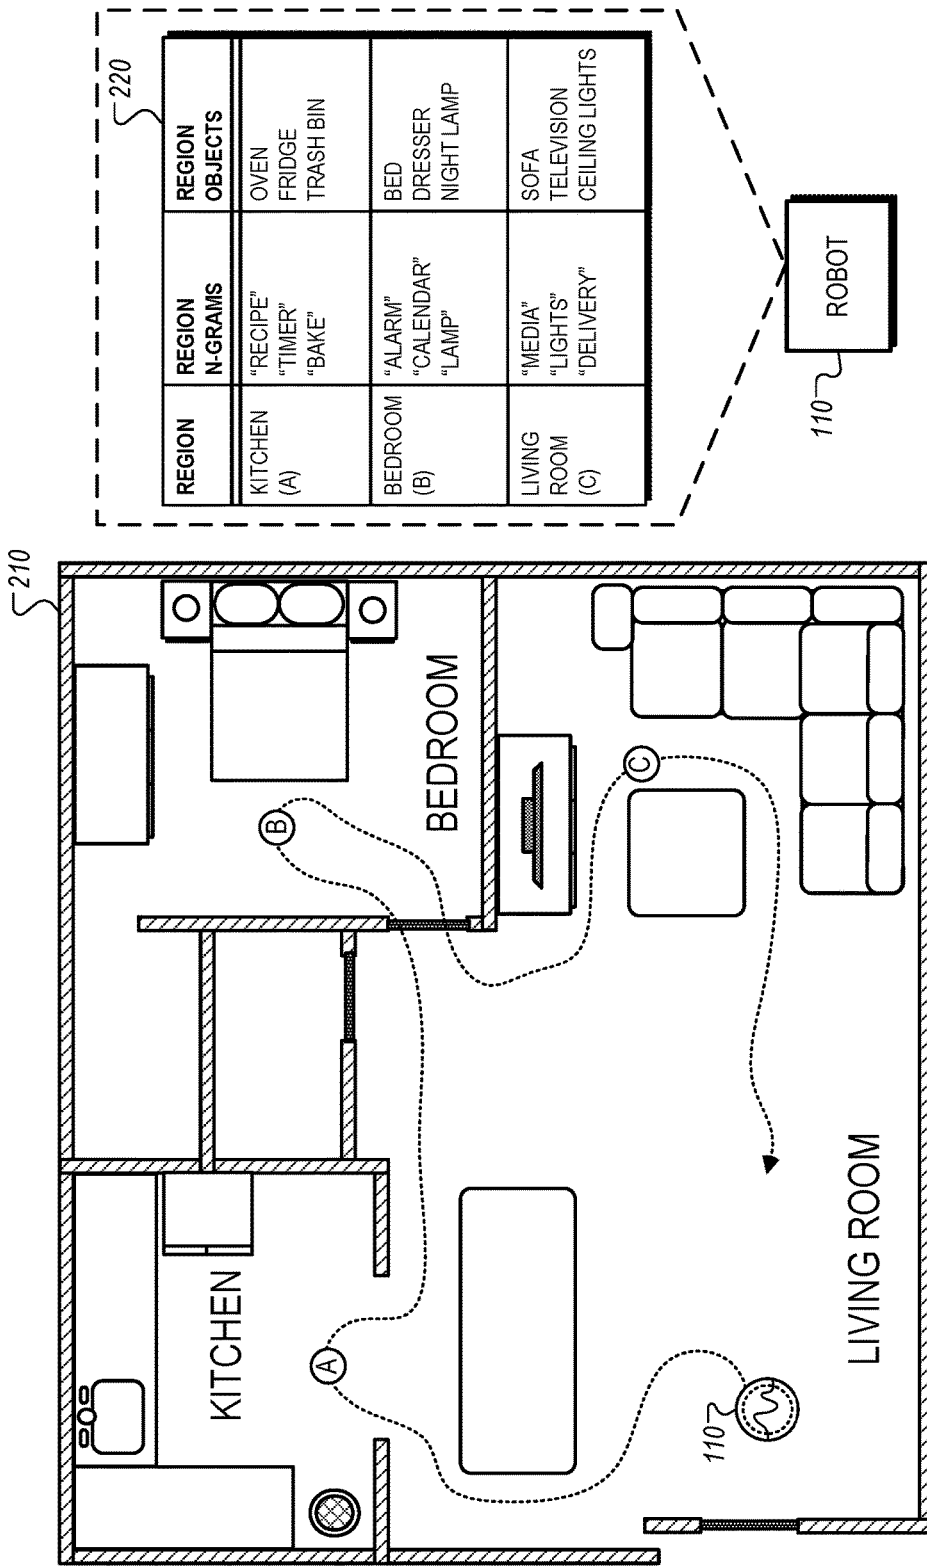 210
KITCHEN
BEDROOM
LIVING ROOM
A
B
C
110
220
REGION
REGION
N-GRAMS
REGION
OBJECTS
KITCHEN
(A)
"RECIPE"
"TIMER"
"BAKE"
OVEN
FRIDGE
TRASH BIN
BEDROOM
(B)
"ALARM"
"CALENDAR"
"LAMP"
BED
DRESSER
NIGHT LAMP
LIVING
ROOM
(C)
"MEDIA"
"LIGHTS"
"DELIVERY"
SOFA
TELEVISION
CEILING LIGHTS
110
ROBOT